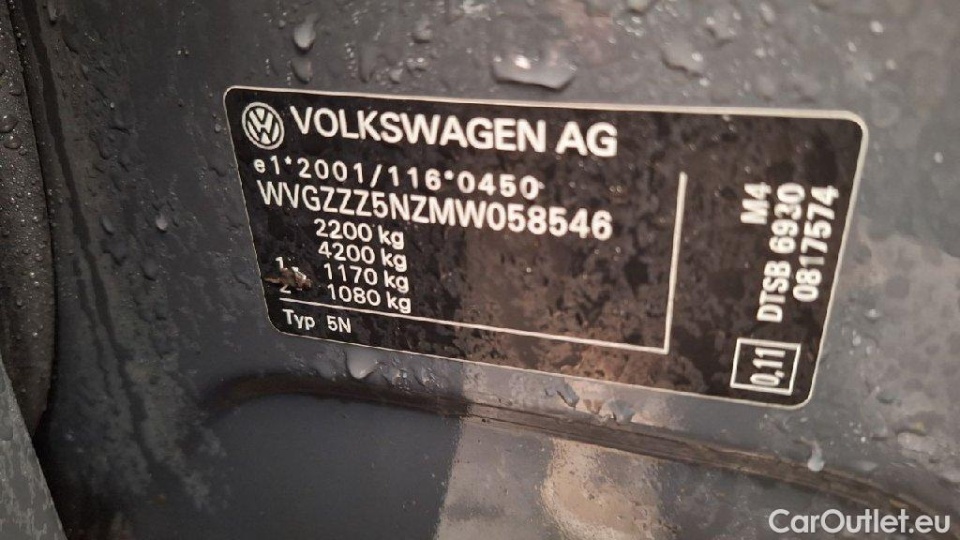 VOLKSWAGEN AG
e1*2001/116*0450
WVGZZZ5NZMW058546
2200 kg
4200 kg
1170 kg
2 1080 kg
Typ 5N
M4
DTSB 6930
0817574
0,11
CarOutlet.eu